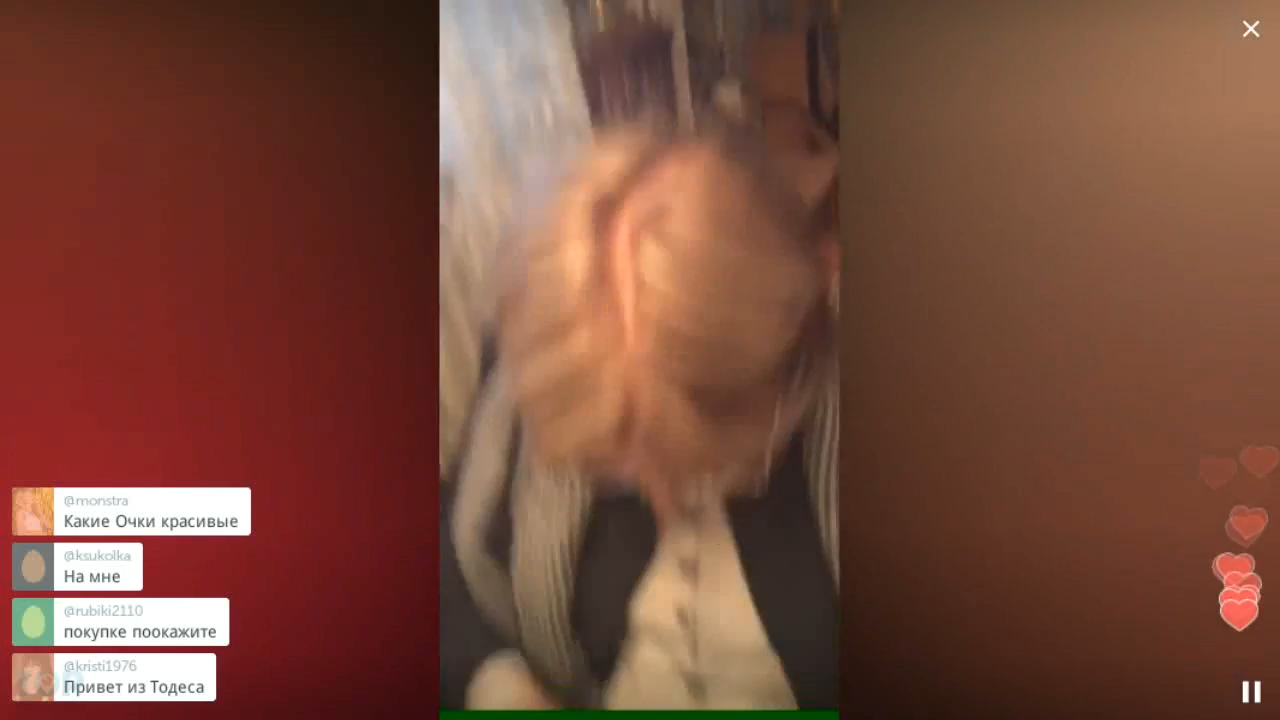 @monstra
Какие Очки красивые
@ksukolka
На мне
@rubiki2110
покупке поокажите
@kristi1976
Привет из Тодеса